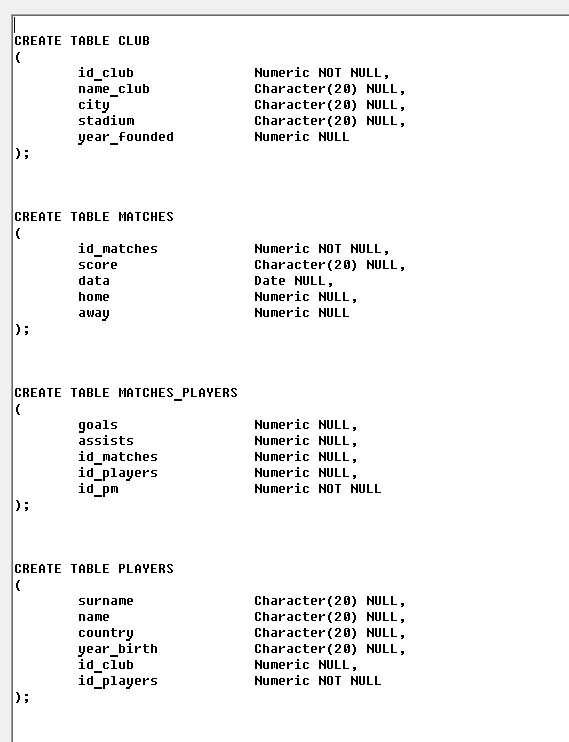 CREATE TABLE CLUB
(
id_club Numeric NOT NULL,
name_club Character(20) NULL,
city Character(20) NULL,
stadium Character(20) NULL,
year_founded Numeric NULL
);
CREATE TABLE MATCHES
(
id_matches Numeric NOT NULL,
score Character(20) NULL,
data Date NULL,
home Numeric NULL,
away Numeric NULL
);
CREATE TABLE MATCHES_PLAYERS
(
goals Numeric NULL,
assists Numeric NULL,
id_matches Numeric NULL,
id_players Numeric NULL,
id_pm Numeric NOT NULL
);
CREATE TABLE PLAYERS
(
surname Character(20) NULL,
name Character(20) NULL,
country Character(20) NULL,
year_birth Character(20) NULL,
id_club Numeric NULL,
id_players Numeric NOT NULL
);